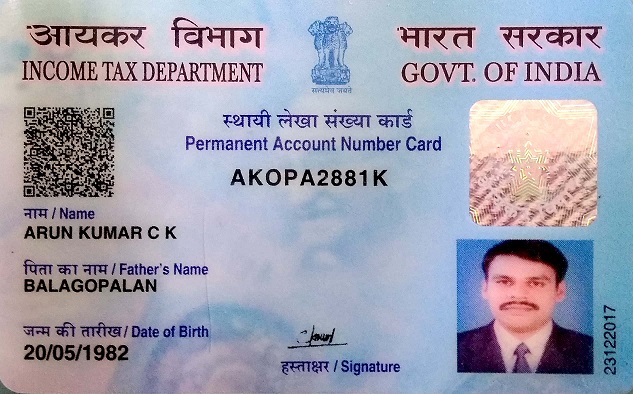 आयकर विभाग
INCOME TAX DEPARTMENT
सत्यमेव जयते
भारत सरकार
GOVT. OF INDIA
स्थायी लेखा संख्या कार्ड
Permanent Account Number Card
AKOPA2881K
नाम / Name
ARUN KUMAR C K
पिता का नाम / Father's Name
BALAGOPALAN
जन्म की तारीख / Date of Birth
20/05/1982
हस्ताक्षर / Signature
23122017